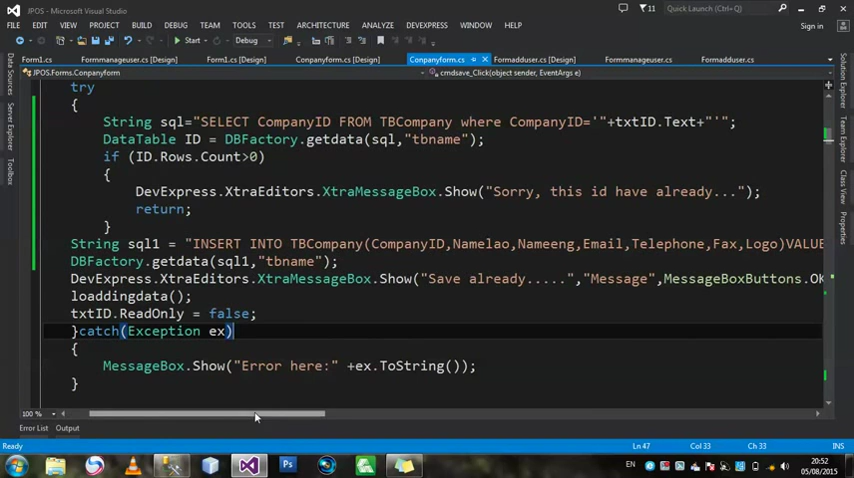 JPOS - Microsoft Visual Studio
11
Quick Launch (Ctrl+Q)
FILE EDIT VIEW PROJECT BUILD DEBUG TEAM TOOLS TEST ARCHITECTURE ANALYZE DEVEXPRESS WINDOW HELP
Sign in
Start Debug
Form1.cs Formmanageuser.cs [Design] Form1.cs [Design] Conpanyform.cs [Design] Conpanyform.cs Formadduser.cs [Design] Formmanageuser.cs Formadduser.cs
JPOS.Forms.Conpanyform cmdsave_Click(object sender, EventArgs e)
Data Sources
Server Explorer
Toolbox
Solution Explorer
Team Explorer
Class View
Properties
try
{
String sql="SELECT CompanyID FROM TBCompany where CompanyID='"+txtID.Text+"'";
DataTable ID = DBFactory.getdata(sql,"tbname");
if (ID.Rows.Count>0)
{
DevExpress.XtraEditors.XtraMessageBox.Show("Sorry, this id have already...");
return;
}
String sql1 = "INSERT INTO TBCompany(CompanyID,Namelao,Nameeng,Email,Telephone,Fax,Logo)VALUE
DBFactory.getdata(sql1,"tbname");
DevExpress.XtraEditors.XtraMessageBox.Show("Save already.....","Message",MessageBoxButtons.OK
loaddingdata();
txtID.ReadOnly = false;
}catch(Exception ex)
{
MessageBox.Show("Error here:" +ex.ToString());
}
100 %
Error List Output
Ready Ln 47 Col 33 Ch 33 INS
Ps EN 20:52
05/08/2015